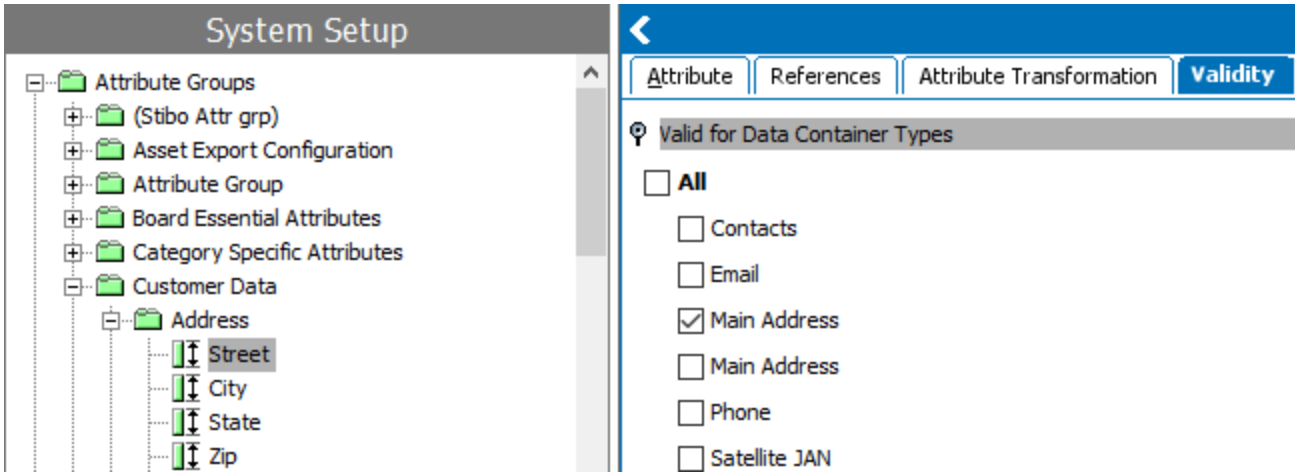 System Setup
Attribute Groups
(Stibo Attr grp)
Asset Export Configuration
Attribute Group
Board Essential Attributes
Category Specific Attributes
Customer Data
Address
Street
City
State
Zip
Attribute
References
Attribute Transformation
Validity
Valid for Data Container Types
All
Contacts
Email
Main Address
Main Address
Phone
Satellite JAN